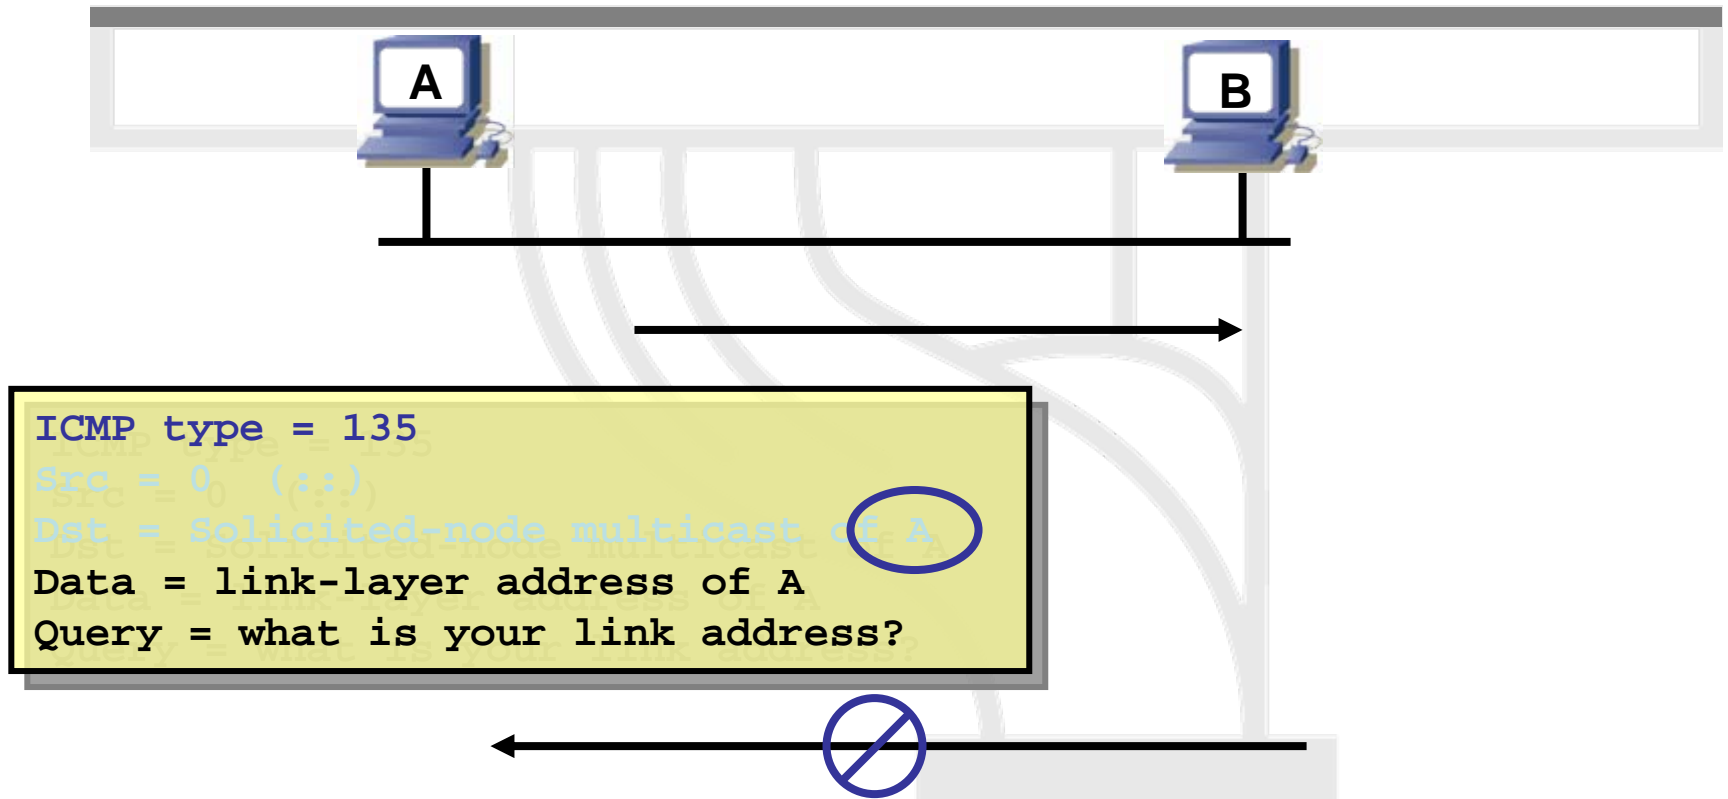 A
B
ICMP type = 135
Src = 0 (::)
Dst = Solicited-node multicast of A
Data = link-layer address of A
Query = what is your link address?